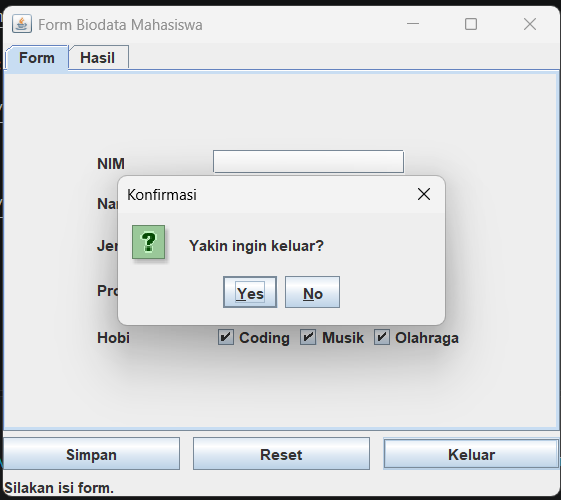 Form Biodata Mahasiswa
Form Hasil
NIM
Konfirmasi
Yakin ingin keluar?
Yes No
Hobi Coding Musik Olahraga
Simpan Reset Keluar
Silakan isi form.